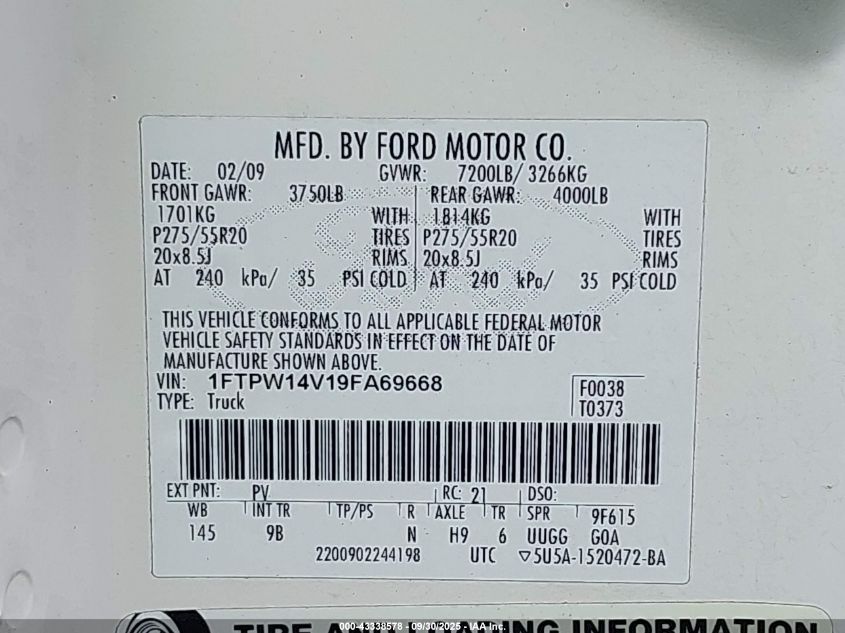 MFD. BY FORD MOTOR CO.
DATE: 02/09 GVWR: 7200LB/ 3266KG
FRONT GAWR: 3750LB REAR GAWR: 4000LB
1701KG WITH 1814KG WITH
P275/55R20 TIRES P275/55R20 TIRES
20x8.5J RIMS 20x8.5J RIMS
AT 240 kPa/ 35 PSI COLD AT 240 kPa/ 35 PSI COLD
THIS VEHICLE CONFORMS TO ALL APPLICABLE FEDERAL MOTOR
VEHICLE SAFETY STANDARDS IN EFFECT ON THE DATE OF
MANUFACTURE SHOWN ABOVE.
VIN: 1FTPW14V19FA69668 F0038
TYPE: Truck T0373
EXT PNT: PV RC: 21 DSO:
WB INT TR TP/PS R AXLE TR SPR 9F615
145 9B N H9 6 UUGG GOA
2200902244198 UTC ▽5U5A-1520472-BA
TIRE AND LOADING INFORMATION
000-43338578 - 09/30/2025 - IAA Inc.